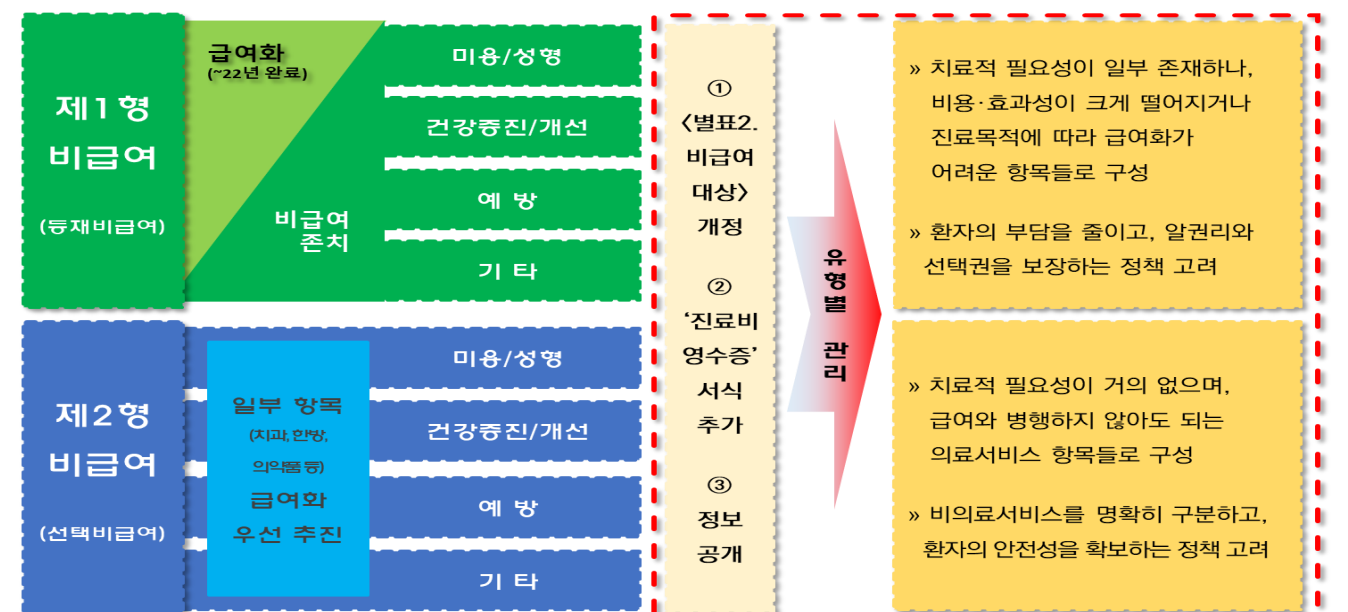 제1형
비급여
(등재비급여)
급여화
(~22년 완료)
비급여
존치
미용/성형
건강증진/개선
예 방
기 타
제2형
비급여
(선택비급여)
일부 항목
(치과, 한방,
의약품 등)
급여화
우선 추진
미용/성형
건강증진/개선
예 방
기 타
①
<별표2.
비급여
대상>
개정
②
‘진료비
영수증’
서식
추가
③
정보
공개
유형별 관리
» 치료적 필요성이 일부 존재하나,
비용·효과성이 크게 떨어지거나
진료목적에 따라 급여화가
어려운 항목들로 구성
» 환자의 부담을 줄이고, 알권리와
선택권을 보장하는 정책 고려
» 치료적 필요성이 거의 없으며,
급여와 병행하지 않아도 되는
의료서비스 항목들로 구성
» 비의료서비스를 명확히 구분하고,
환자의 안전성을 확보하는 정책 고려